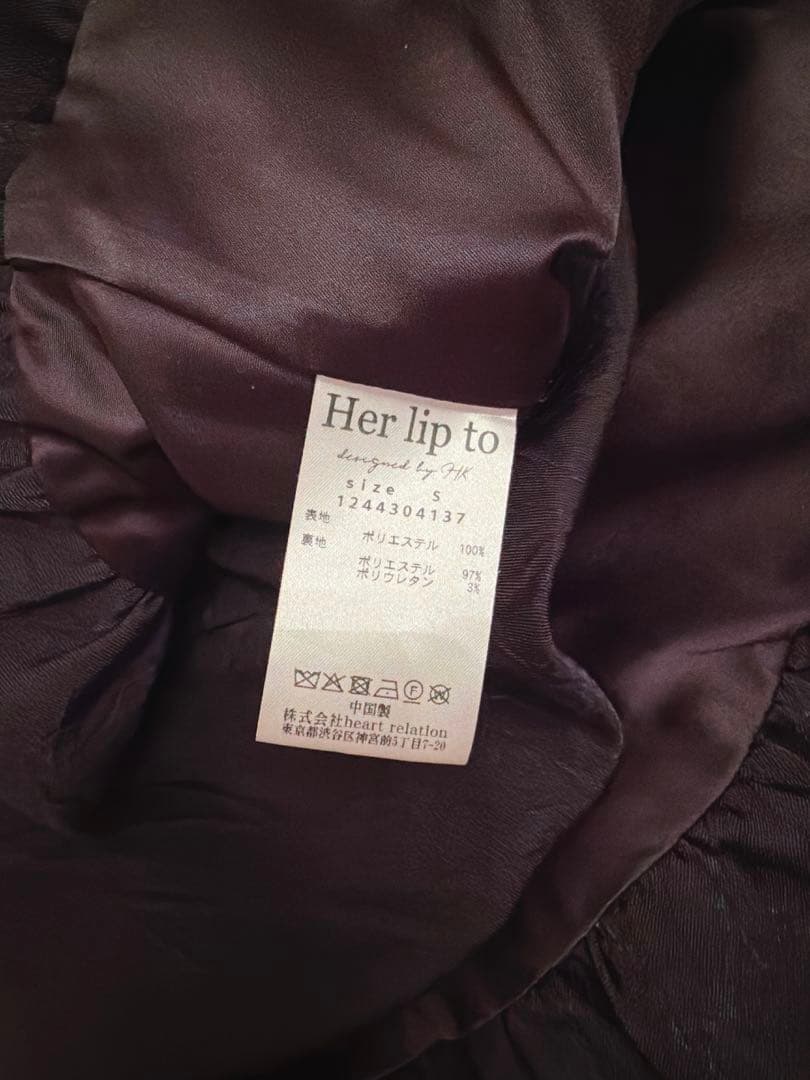 Her lip to
designed by HK
size S
1244304137
表地 ポリエステル 100%
裏地 ポリエステル 97%
ポリウレタン 3%
中国製
株式会社heart relation
東京都渋谷区神宮前5丁目7-20